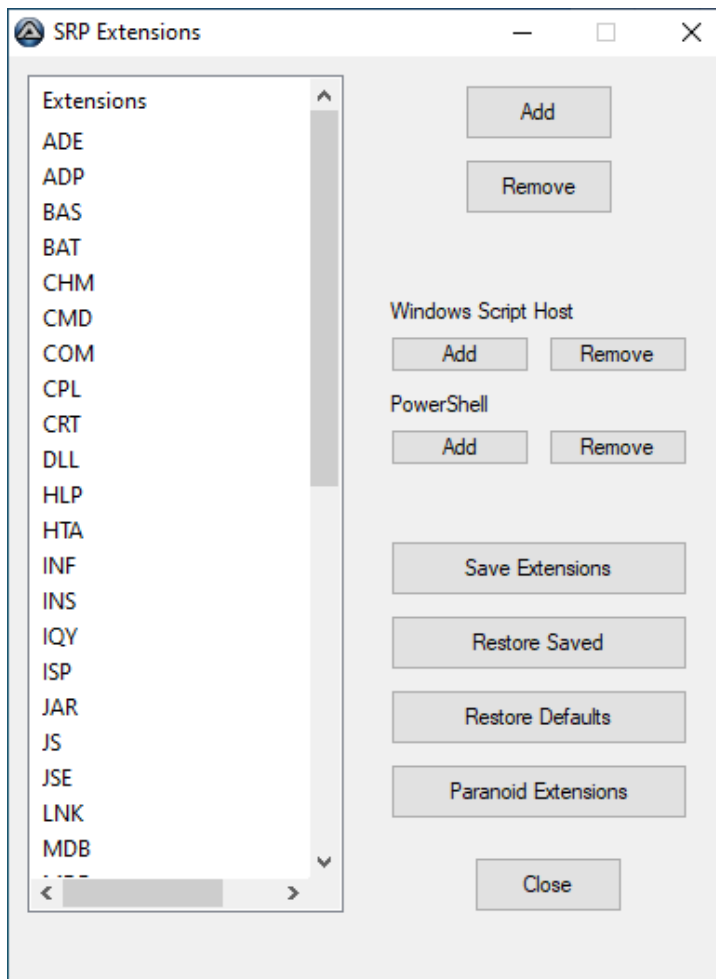 SRP Extensions
Extensions
ADE
ADP
BAS
BAT
CHM
CMD
COM
CPL
CRT
DLL
HLP
HTA
INF
INS
IQY
ISP
JAR
JS
JSE
LNK
MDB
Add
Remove
Windows Script Host
Add Remove
PowerShell
Add Remove
Save Extensions
Restore Saved
Restore Defaults
Paranoid Extensions
Close